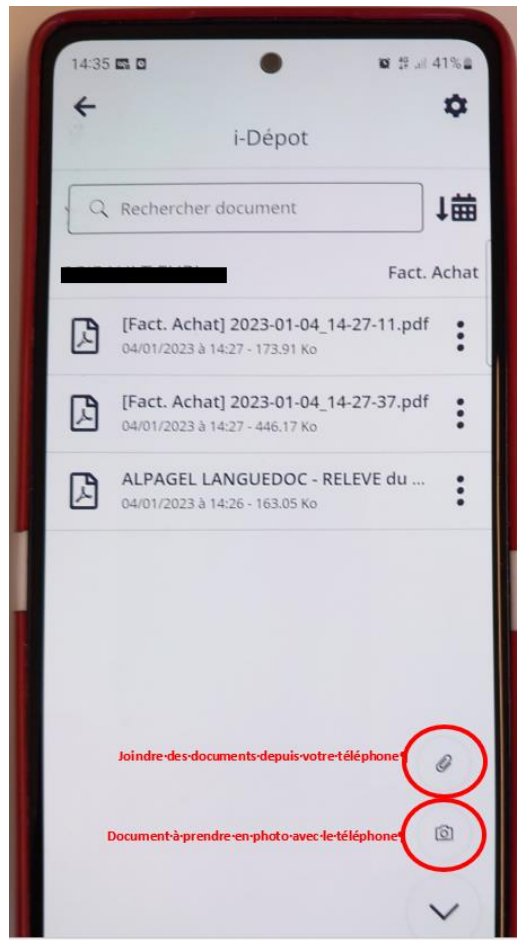 14:35
41%
i-Dépot
Rechercher document
Fact. Achat
[Fact. Achat] 2023-01-04_14-27-11.pdf
04/01/2023 à 14:27 - 173.91 Ko
[Fact. Achat] 2023-01-04_14-27-37.pdf
04/01/2023 à 14:27 - 446.17 Ko
ALPAGEL LANGUEDOC - RELEVE du ...
04/01/2023 à 14:26 - 163.05 Ko
Joindre·des·documents·depuis·votre·téléphone¶
Document·à·prendre·en·photo·avec·le·téléphone¶